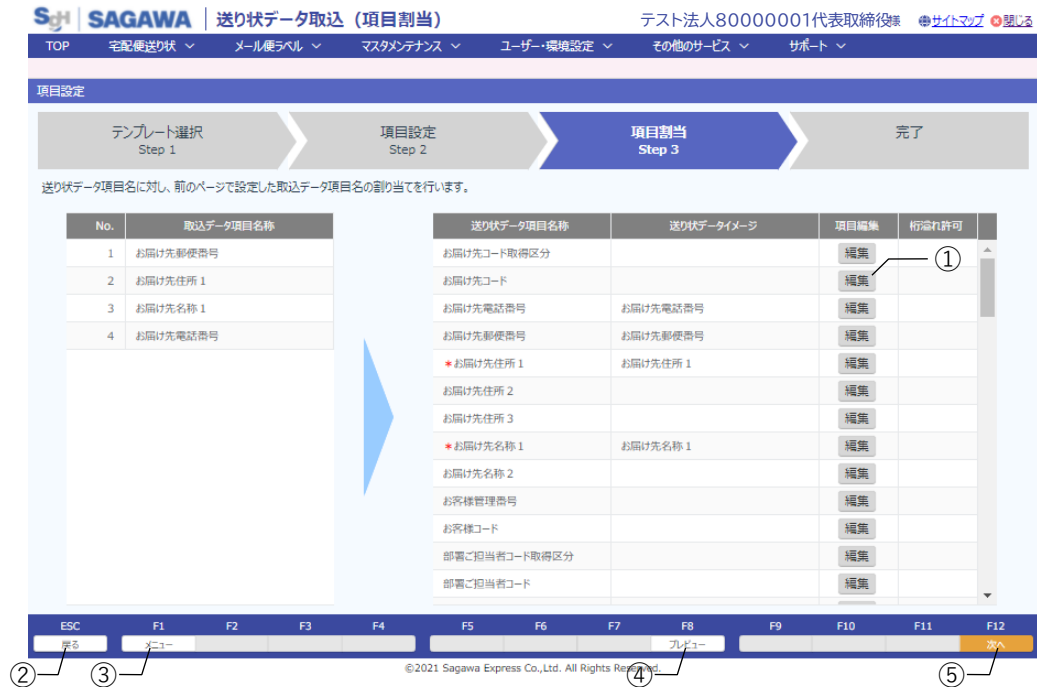 SGH SAGAWA 送り状データ取込（項目割当） テスト法人80000001代表取締役様 サイトマップ 閉じる
TOP 宅配便送り状 メール便ラベル マスタメンテナンス ユーザー・環境設定 その他のサービス サポート
項目設定
テンプレート選択 項目設定 項目割当 完了
Step 1 Step 2 Step 3
送り状データ項目名に対し、前のページで設定した取込データ項目名の割り当てを行います。
No. 取込データ項目名称
1 お届け先郵便番号
2 お届け先住所１
3 お届け先名称１
4 お届け先電話番号
送り状データ項目名称 送り状データイメージ 項目編集 桁溢れ許可
お届け先コード取得区分 編集 ①
お届け先コード 編集
お届け先電話番号 お届け先電話番号 編集
お届け先郵便番号 お届け先郵便番号 編集
*お届け先住所１ お届け先住所１ 編集
お届け先住所２ 編集
お届け先住所３ 編集
*お届け先名称１ お届け先名称１ 編集
お届け先名称２ 編集
お客様管理番号 編集
お客様コード 編集
部署ご担当者コード取得区分 編集
部署ご担当者コード 編集
ESC F1 F2 F3 F4 F5 F6 F7 F8 F9 F10 F11 F12
戻る メニュー プレビュー 次へ
② ③ ④ ⑤
©2021 Sagawa Express Co.,Ltd. All Rights Reserved.